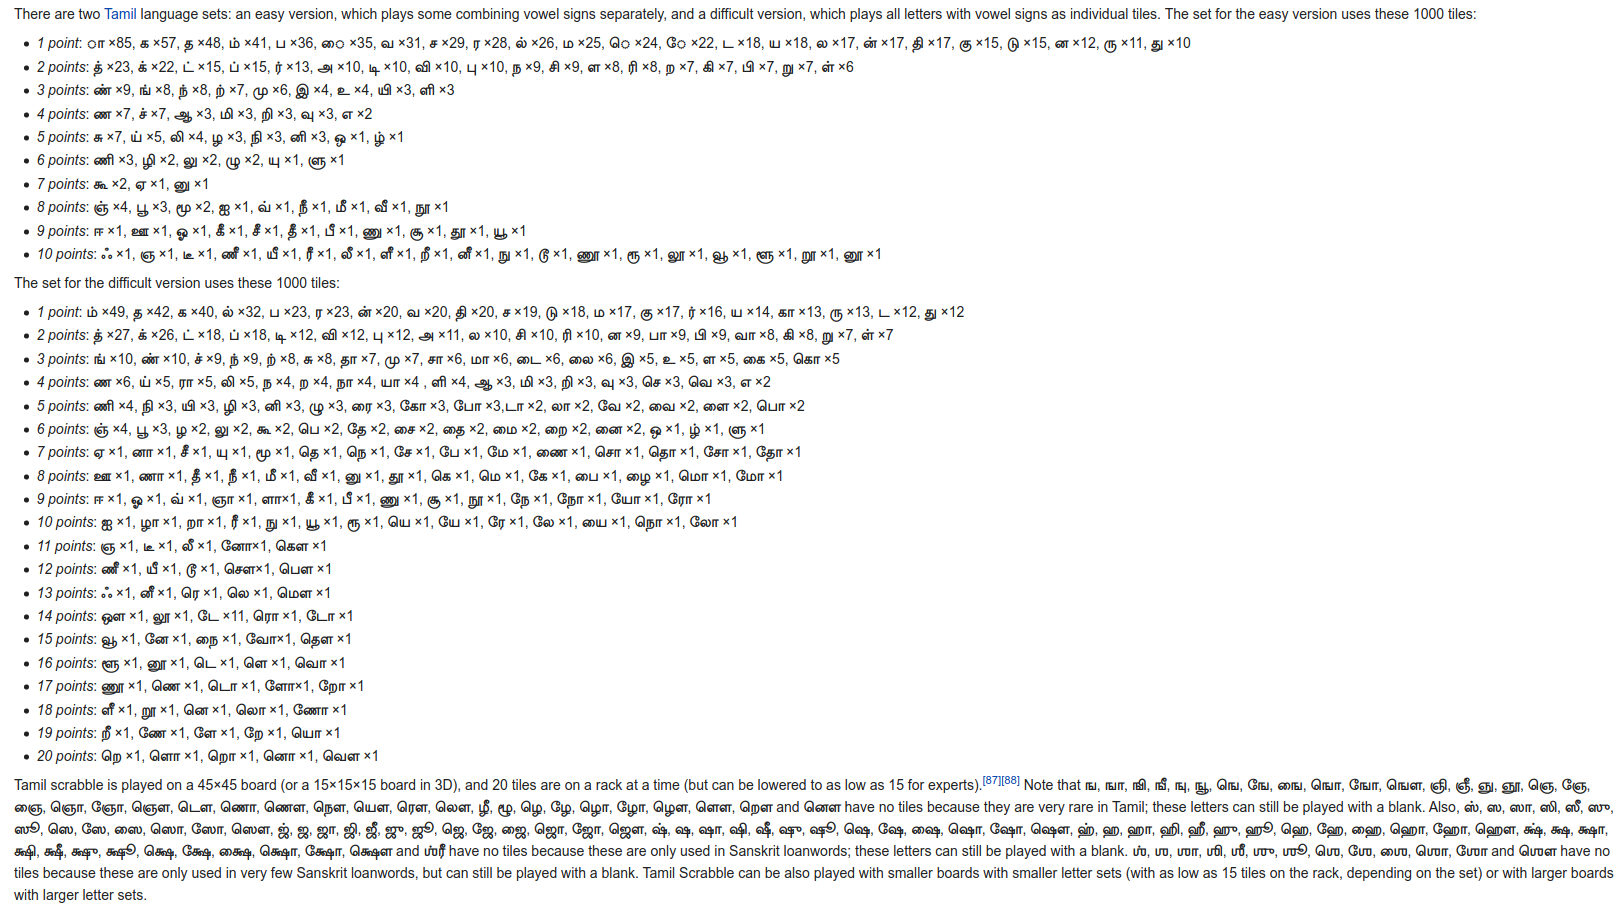 There are two Tamil language sets: an easy version, which plays some combining vowel signs separately, and a difficult version, which plays all letters with vowel signs as individual tiles. The set for the easy version uses these 1000 tiles:
• 1 point: ா ×85, க ×57, த ×48, ம் ×41, ப ×36, ை ×35, வ ×31, ச ×29, ர ×28, ல் ×26, ம ×25, ெ ×24, ே ×22, ட ×18, ய ×18, ல ×17, ன் ×17, தி ×17, கு ×15, டு ×15, ன ×12, ரு ×11, து ×10
• 2 points: த் ×23, க் ×22, ட் ×15, ப் ×15, ர் ×13, அ ×10, டி ×10, வி ×10, பு ×10, ந ×9, சி ×9, ள ×8, ரி ×8, ற ×7, கி ×7, பி ×7, று ×7, ள் ×6
• 3 points: ண் ×9, ங் ×8, ந் ×8, ற் ×7, மு ×6, இ ×4, உ ×4, யி ×3, ளி ×3
• 4 points: ண ×7, ச் ×7, ஆ ×3, மி ×3, றி ×3, வு ×3, எ ×2
• 5 points: சு ×7, ய் ×5, லி ×4, ழ ×3, நி ×3, னி ×3, ஒ ×1, ழ் ×1
• 6 points: ணி ×3, ழி ×2, லு ×2, ழு ×2, யு ×1, ளு ×1
• 7 points: கூ ×2, ஏ ×1, னு ×1
• 8 points: ஞ் ×4, பூ ×3, மூ ×2, ஐ ×1, வ் ×1, நீ ×1, மீ ×1, வீ ×1, நூ ×1
• 9 points: ஈ ×1, ஊ ×1, ஓ ×1, கீ ×1, சீ ×1, தீ ×1, பீ ×1, ணு ×1, சூ ×1, தூ ×1, யூ ×1
• 10 points: ஃ ×1, ஞ ×1, டீ ×1, ணீ ×1, யீ ×1, ரீ ×1, லீ ×1, ளீ ×1, றீ ×1, னீ ×1, நு ×1, டூ ×1, ணூ ×1, ரூ ×1, லூ ×1, வூ ×1, ளூ ×1, றூ ×1, னூ ×1
The set for the difficult version uses these 1000 tiles:
• 1 point: ம் ×49, த ×42, க ×40, ல் ×32, ப ×23, ர ×23, ன் ×20, வ ×20, தி ×20, ச ×19, டு ×18, ம ×17, கு ×17, ர் ×16, ய ×14, கா ×13, ரு ×13, ட ×12, து ×12
• 2 points: த் ×27, க் ×26, ட் ×18, ப் ×18, டி ×12, வி ×12, பு ×12, அ ×11, ல ×10, சி ×10, ரி ×10, ன ×9, பா ×9, பி ×9, வா ×8, கி ×8, று ×7, ள் ×7
• 3 points: ங் ×10, ண் ×10, ச் ×9, ந் ×9, ற் ×8, சு ×8, தா ×7, மு ×7, சா ×6, மா ×6, டை ×6, லை ×6, இ ×5, உ ×5, ள ×5, கை ×5, கொ ×5
• 4 points: ண ×6, ய் ×5, ரா ×5, லி ×5, ந ×4, ற ×4, நா ×4, யா ×4 , ளி ×4, ஆ ×3, மி ×3, றி ×3, வு ×3, செ ×3, வெ ×3, எ ×2
• 5 points: ணி ×4, நி ×3, யி ×3, ழி ×3, னி ×3, ழு ×3, ரை ×3, கோ ×3, போ ×3,டா ×2, லா ×2, வே ×2, வை ×2, ளை ×2, பொ ×2
• 6 points: ஞ் ×4, பூ ×3, ழ ×2, லு ×2, கூ ×2, பெ ×2, தே ×2, சை ×2, தை ×2, மை ×2, றை ×2, னை ×2, ஒ ×1, ழ் ×1, ளு ×1
• 7 points: ஏ ×1, னா ×1, சீ ×1, யு ×1, மூ ×1, தெ ×1, நெ ×1, சே ×1, பே ×1, மே ×1, ணை ×1, சொ ×1, தொ ×1, சோ ×1, தோ ×1
• 8 points: ஊ ×1, ணா ×1, தீ ×1, நீ ×1, மீ ×1, வீ ×1, னு ×1, தூ ×1, கெ ×1, மெ ×1, கே ×1, பை ×1, ழை ×1, மொ ×1, மோ ×1
• 9 points: ஈ ×1, ஓ ×1, வ் ×1, ஞா ×1, ளா×1, கீ ×1, பீ ×1, ணு ×1, சூ ×1, நூ ×1, நே ×1, நோ ×1, யோ ×1, ரோ ×1
• 10 points: ஐ ×1, ழா ×1, றா ×1, ரீ ×1, நு ×1, யூ ×1, ரூ ×1, யெ ×1, யே ×1, ரே ×1, லே ×1, யை ×1, நொ ×1, லோ ×1
• 11 points: ஞ ×1, டீ ×1, லீ ×1, னோ×1, கௌ ×1
• 12 points: ணீ ×1, யீ ×1, டூ ×1, சௌ×1, பௌ ×1
• 13 points: ஃ ×1, னீ ×1, ரெ ×1, லெ ×1, மௌ ×1
• 14 points: ஔ ×1, லூ ×1, டே ×11, ரொ ×1, டோ ×1
• 15 points: வூ ×1, னே ×1, நை ×1, வோ×1, தௌ ×1
• 16 points: ளூ ×1, னூ ×1, டெ ×1, ளெ ×1, வொ ×1
• 17 points: ணூ ×1, ணெ ×1, டொ ×1, ளோ×1, றோ ×1
• 18 points: ளீ ×1, றூ ×1, னெ ×1, லொ ×1, ணோ ×1
• 19 points: றீ ×1, ணே ×1, ளே ×1, றே ×1, யொ ×1
• 20 points: றெ ×1, ளொ ×1, றொ ×1, னொ ×1, வௌ ×1
Tamil scrabble is played on a 45×45 board (or a 15×15×15 board in 3D), and 20 tiles are on a rack at a time (but can be lowered to as low as 15 for experts).[87][88] Note that ங, ஙா, ஙி, ஙீ, ஙு, ஙூ, ஙெ, ஙே, ஙை, ஙொ, ஙோ, ஙௌ, ஞி, ஞீ, ஞு, ஞூ, ஞெ, ஞே,
ஞை, ஞொ, ஞோ, ஞௌ, டௌ, ணொ, ணௌ, நௌ, யௌ, ரௌ, லௌ, ழீ, ழூ, ழெ, ழே, ழொ, ழோ, ழௌ, ளௌ, றௌ and னௌ have no tiles because they are very rare in Tamil; these letters can still be played with a blank. Also, ஸ், ஸ, ஸா, ஸி, ஸீ, ஸு,
ஸூ, ஸெ, ஸே, ஸை, ஸொ, ஸோ, ஸௌ, ஜ், ஜ, ஜா, ஜி, ஜீ, ஜு, ஜூ, ஜெ, ஜே, ஜை, ஜொ, ஜோ, ஜௌ, ஷ், ஷ, ஷா, ஷி, ஷீ, ஷு, ஷூ, ஷெ, ஷே, ஷை, ஷொ, ஷோ, ஷௌ, ஹ், ஹ, ஹா, ஹி, ஹீ, ஹு, ஹூ, ஹெ, ஹே, ஹை, ஹொ, ஹோ, ஹௌ, க்ஷ், க்ஷ, க்ஷா,
க்ஷி, க்ஷீ, க்ஷு, க்ஷூ, க்ஷெ, க்ஷே, க்ஷை, க்ஷொ, க்ஷோ, க்ஷௌ and ஶ்ரீ have no tiles because these are only used in Sanskrit loanwords; these letters can still be played with a blank. ஶ், ஶ, ஶா, ஶி, ஶீ, ஶு, ஶூ, ஶெ, ஶே, ஶை, ஶொ, ஶோ and ஶௌ have no
tiles because these are only used in very few Sanskrit loanwords, but can still be played with a blank. Tamil Scrabble can be also played with smaller boards with smaller letter sets (with as low as 15 tiles on the rack, depending on the set) or with larger boards
with larger letter sets.